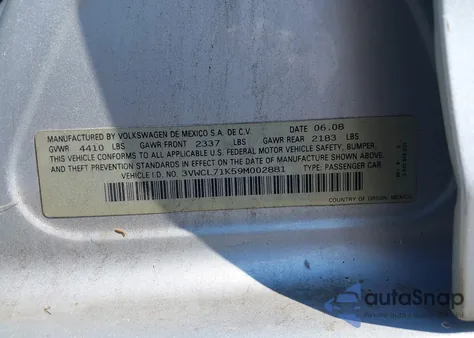 MANUFACTURED BY VOLKSWAGEN DE MEXICO S.A. DE C.V. DATE 06.08
GVWR 4410 LBS GAWR FRONT 2337 LBS GAWR REAR 2183 LBS
THIS VEHICLE CONFORMS TO ALL APPLICABLE U.S. FEDERAL MOTOR VEHICLE SAFETY, BUMPER,
AND THEFT PREVENTION STANDARDS IN EFFECT ON THE DATE OF MANUFACTURE SHOWN ABOVE.
VEHICLE I.D. NO. 3VWCL71K59M002881 TYPE: PASSENGER CAR
COUNTRY OF ORIGIN: MEXICO
autoSnap